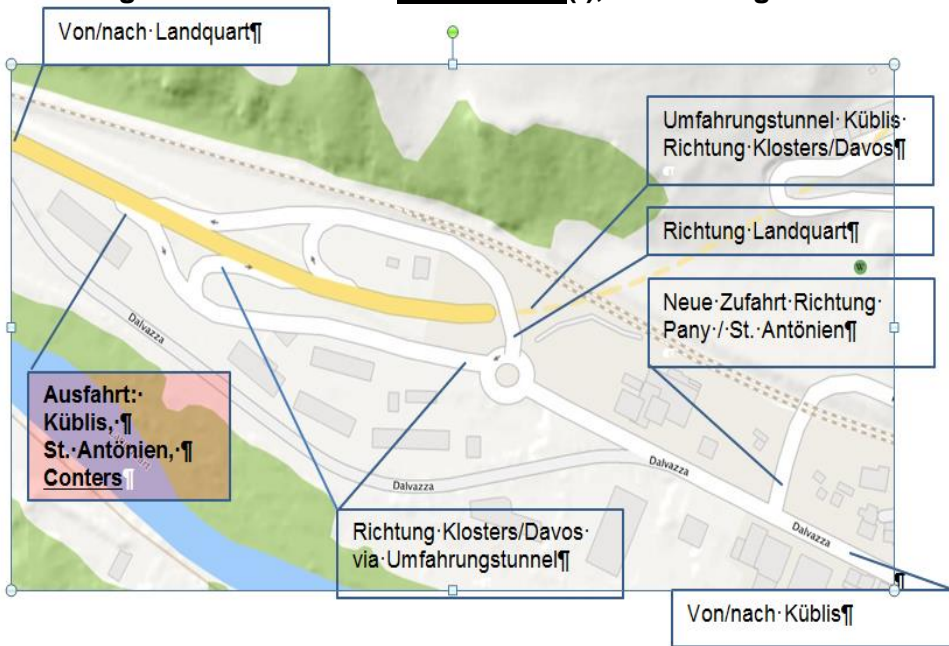 Von/nach·Landquart¶
Umfahrungstunnel·Küblis·
Richtung·Klosters/Davos¶
Richtung·Landquart¶
Neue·Zufahrt·Richtung·
Pany·/·St.·Antönien¶
Dalvazza
Ausfahrt:·
Küblis,·¶
St.·Antönien,·¶
Conters¶
Dalvazza
Dalvazza
Dalvazza
Richtung·Klosters/Davos·
via·Umfahrungstunnel¶
¶
Von/nach·Küblis¶